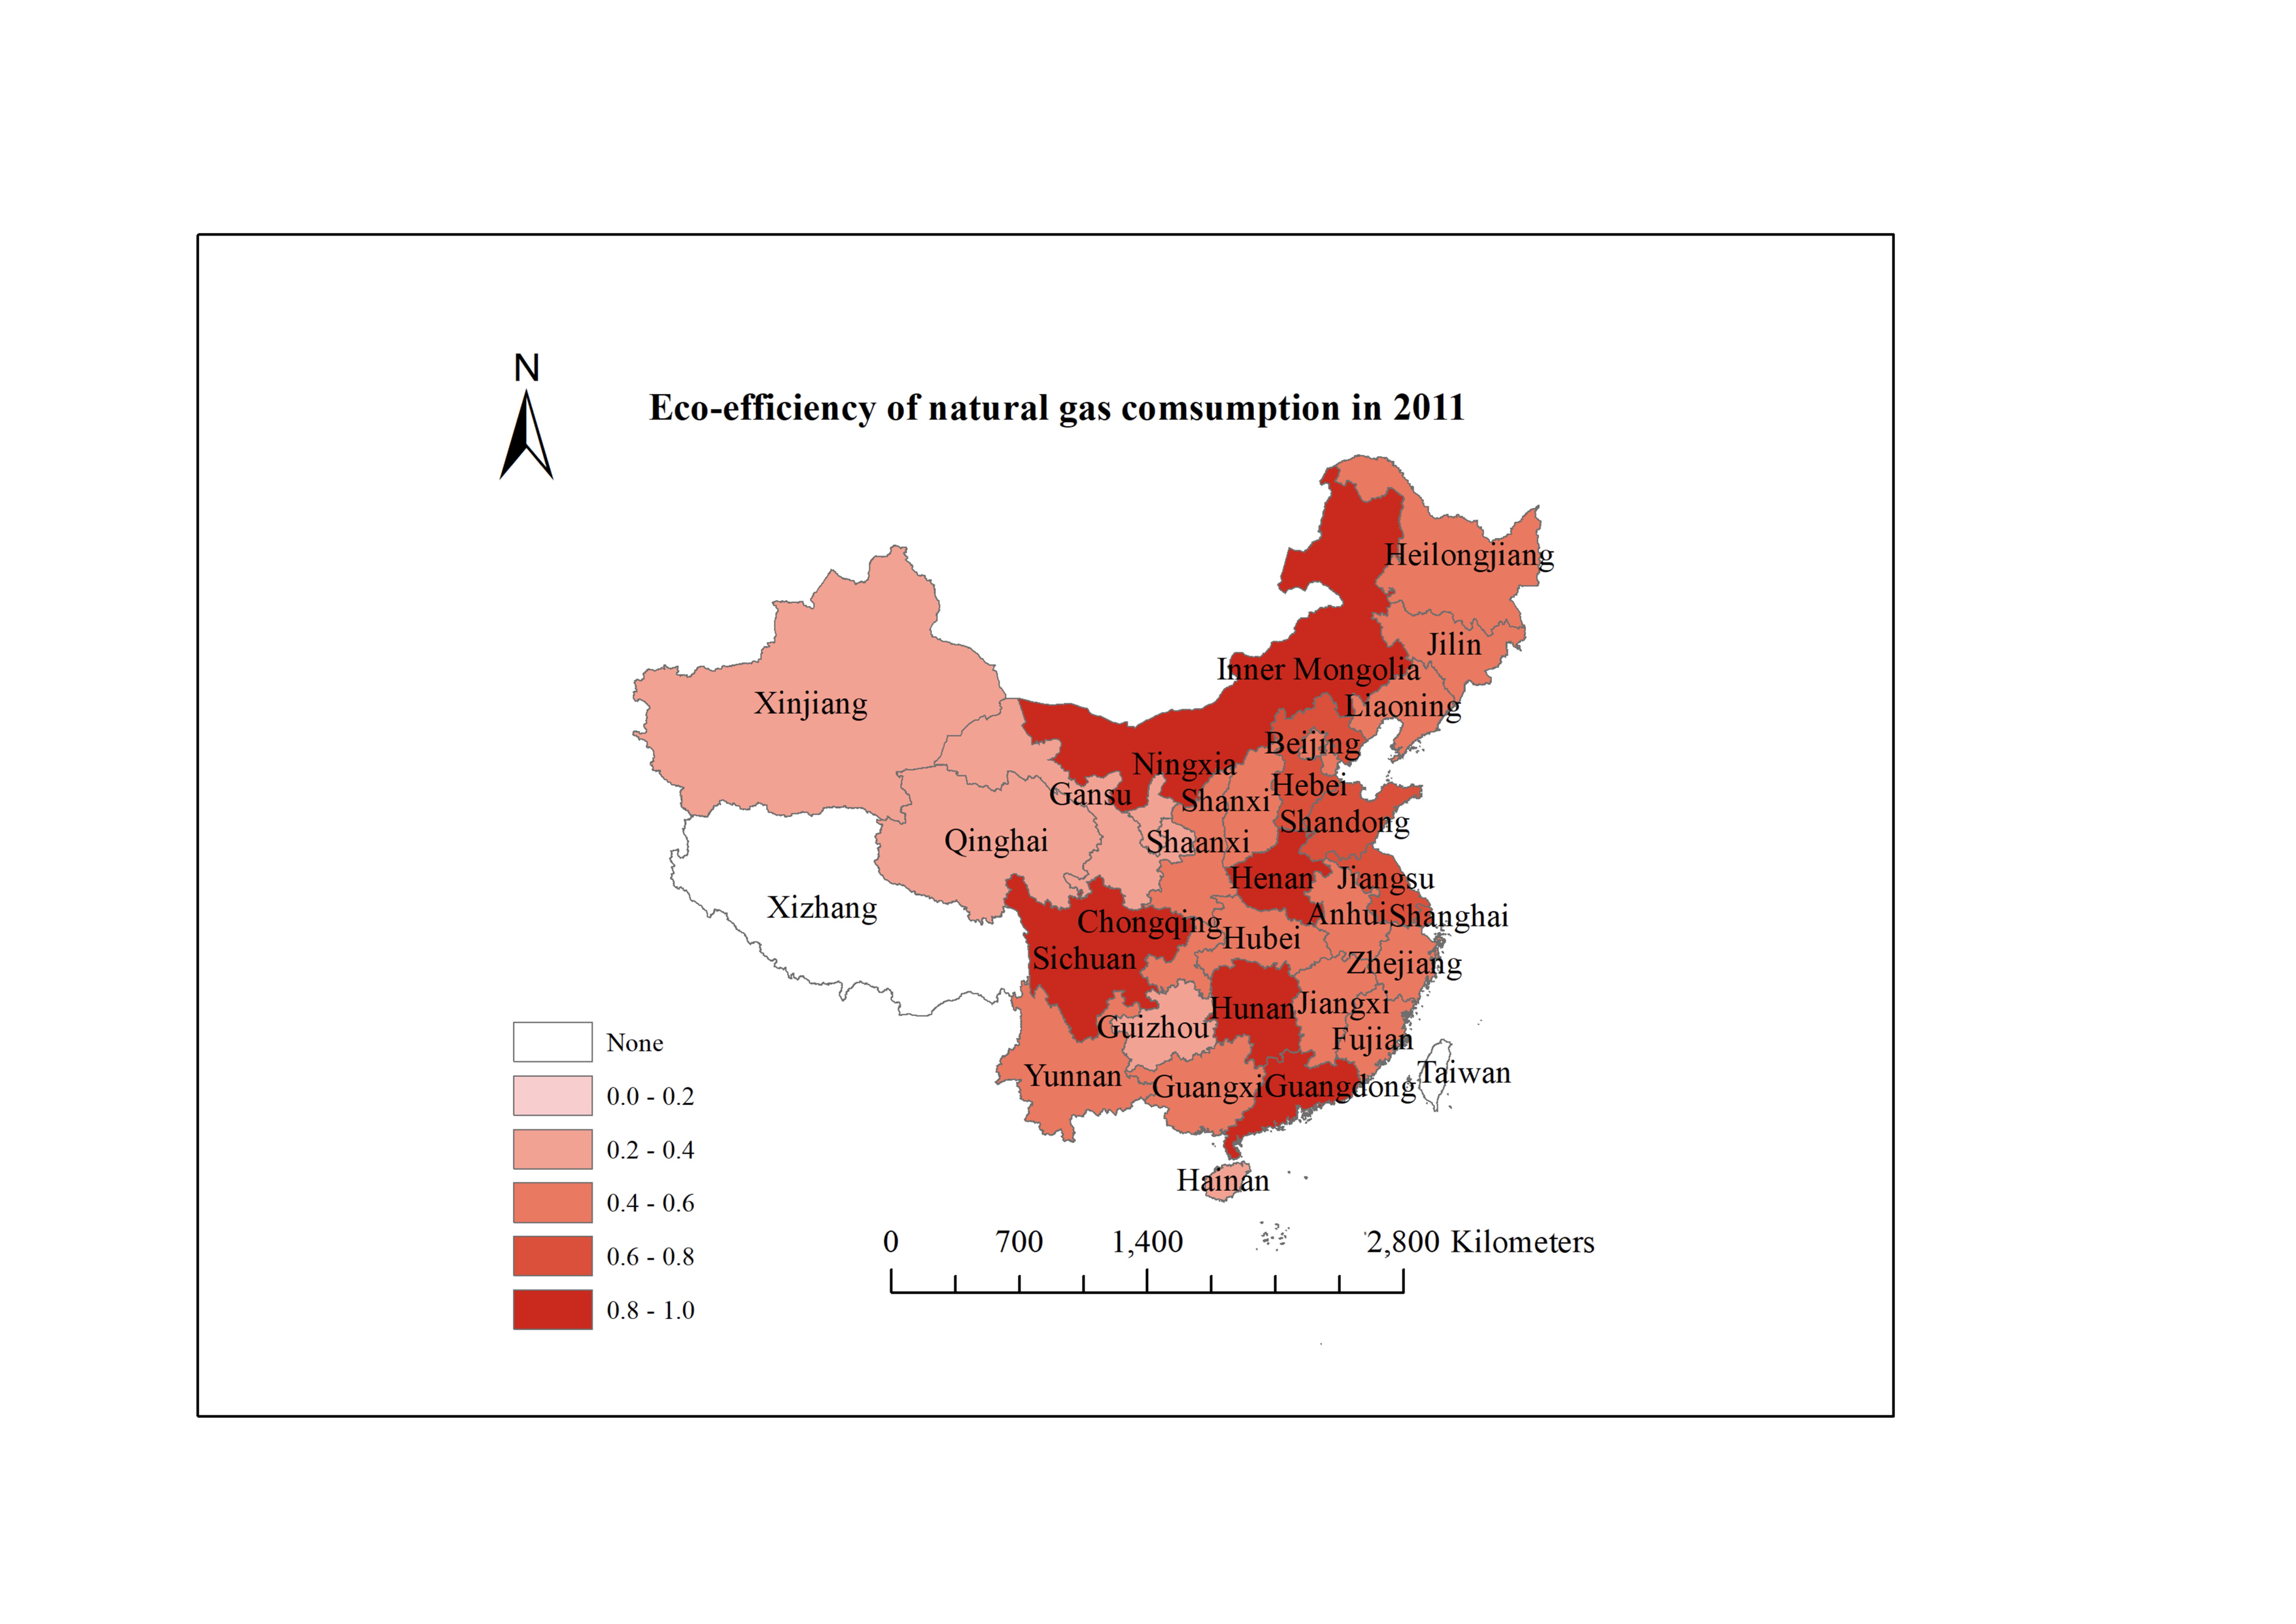 N
Eco-efficiency of natural gas comsumption in 2011
Heilongjiang
Jilin
Inner Mongolia
Xinjiang
Liaoning
Beijing
Ningxia
Hebei
Gansu
Shanxi
Shandong
Qinghai
Shaanxi
Henan
Jiangsu
Xizhang
Anhui
Shanghai
Chongqing
Hubei
Sichuan
Zhejiang
Hunan
Jiangxi
Guizhou
Fujian
Taiwan
Yunnan
Guangxi
Guangdong
Hainan
None
0.0 - 0.2
0.2 - 0.4
0.4 - 0.6
0.6 - 0.8
0.8 - 1.0
0 700 1,400 2,800 Kilometers